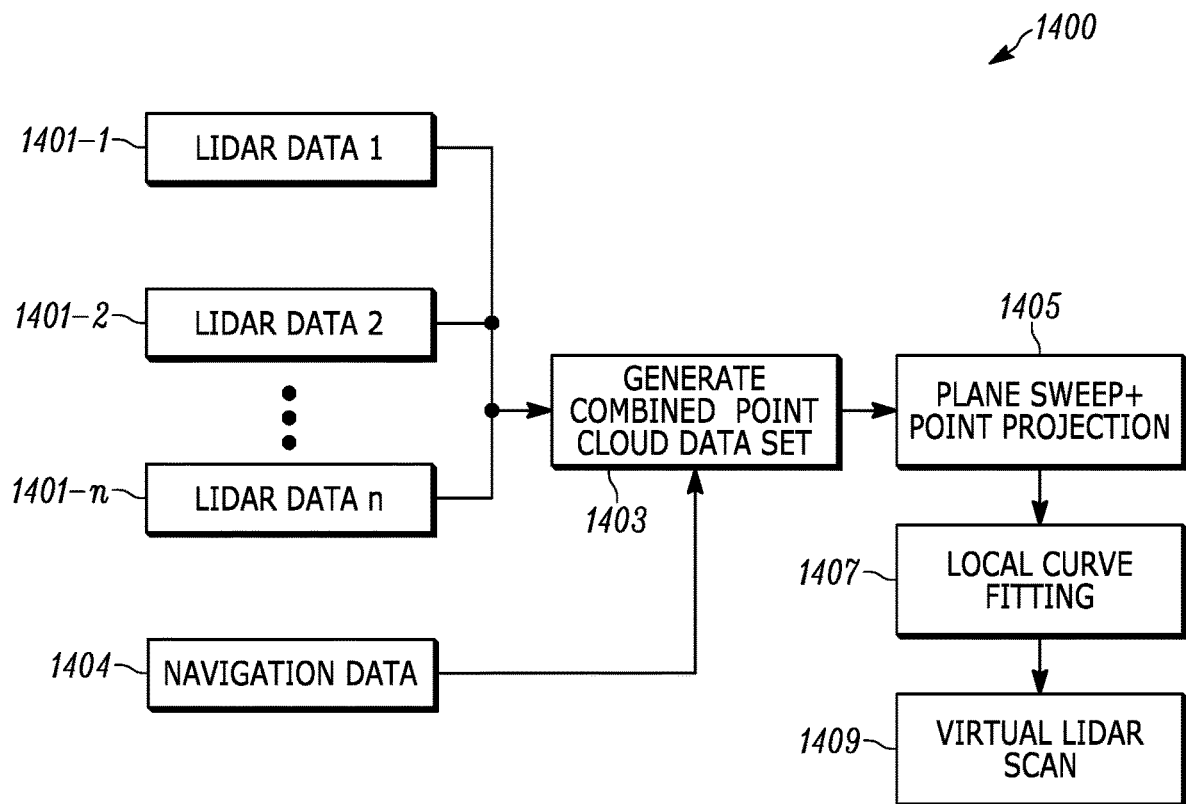 1400
1401-1
LIDAR DATA 1
1401-2
LIDAR DATA 2
1401-n
LIDAR DATA n
1404
NAVIGATION DATA
GENERATE
COMBINED POINT
CLOUD DATA SET
1403
1405
PLANE SWEEP+
POINT PROJECTION
1407
LOCAL CURVE
FITTING
1409
VIRTUAL LIDAR
SCAN